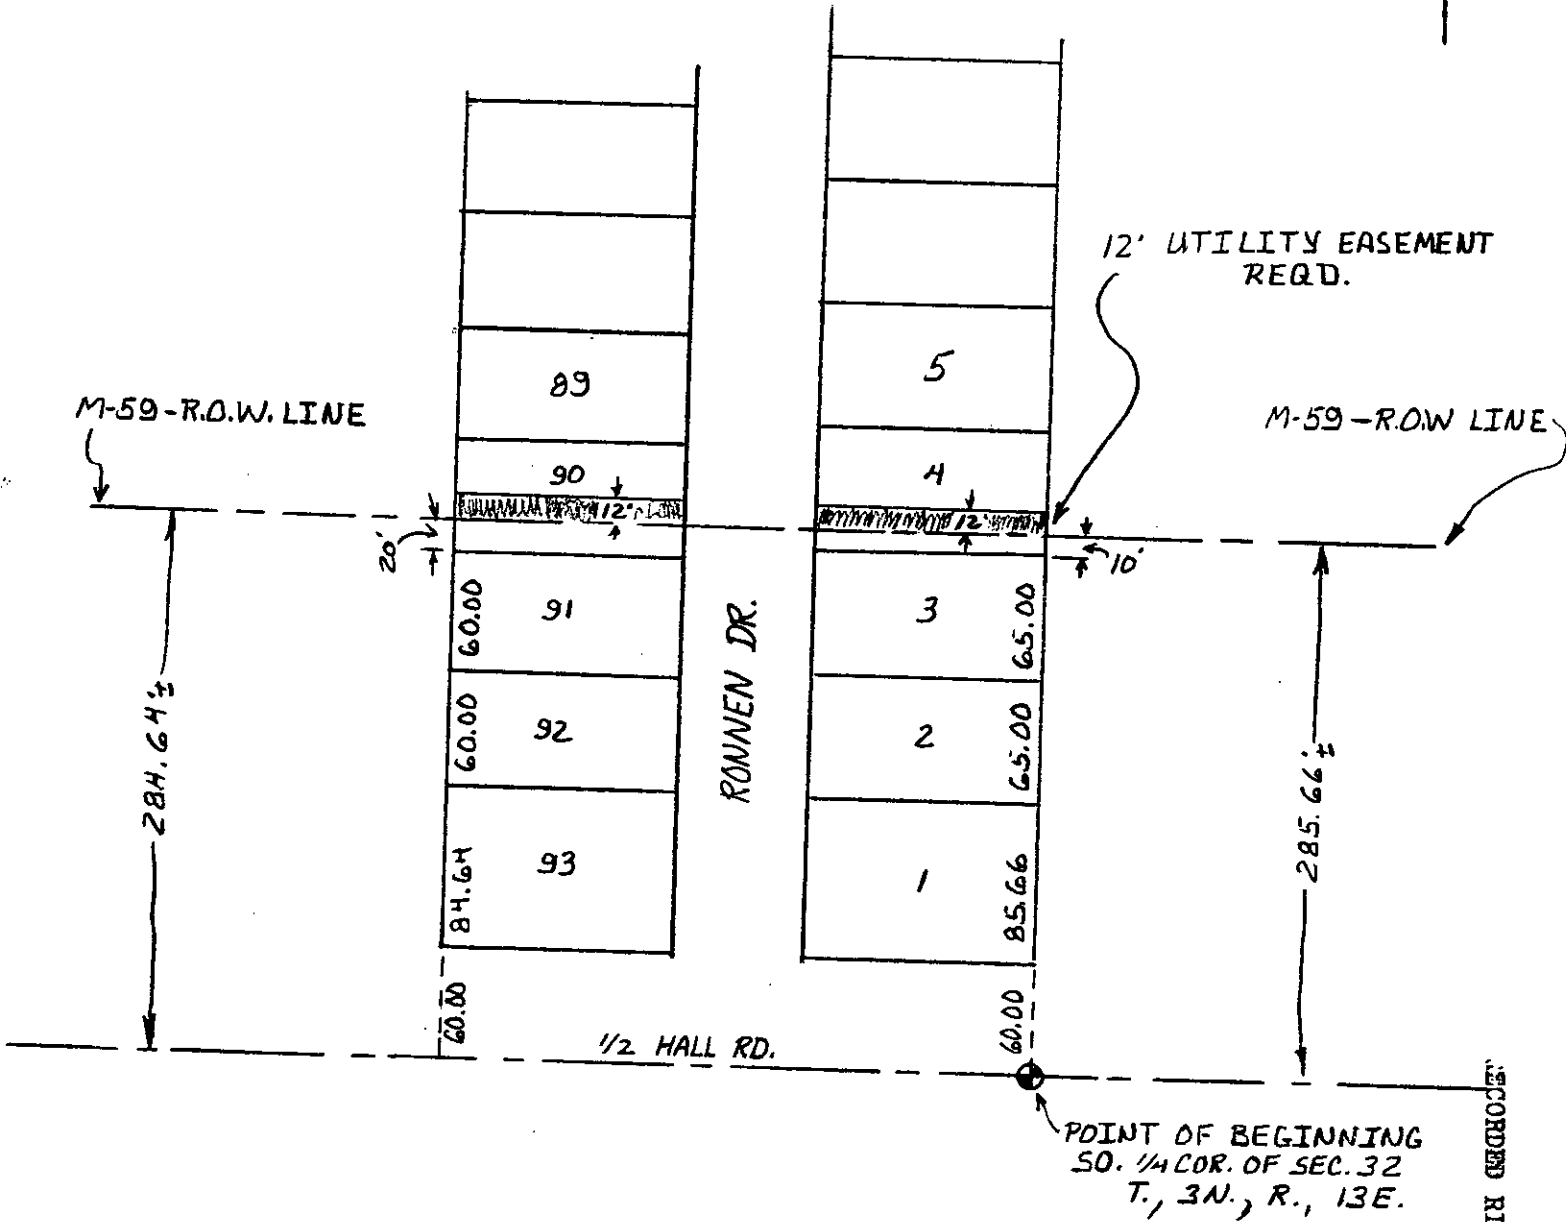 12' UTILITY EASEMENT
REQD.
M-59-R.O.W. LINE
M-59-R.O.W LINE
89
5
90
4
12'
12'
20'
10'
60.00
91
3
65.00
60.00
92
2
65.00
RONNEN DR.
284.64'±
285.66'±
84.64
93
1
85.66
60.00
60.00
1/2 HALL RD.
POINT OF BEGINNING
SO. 1/4 COR. OF SEC. 32
T., 3N., R., 13E.
RECORDED RI